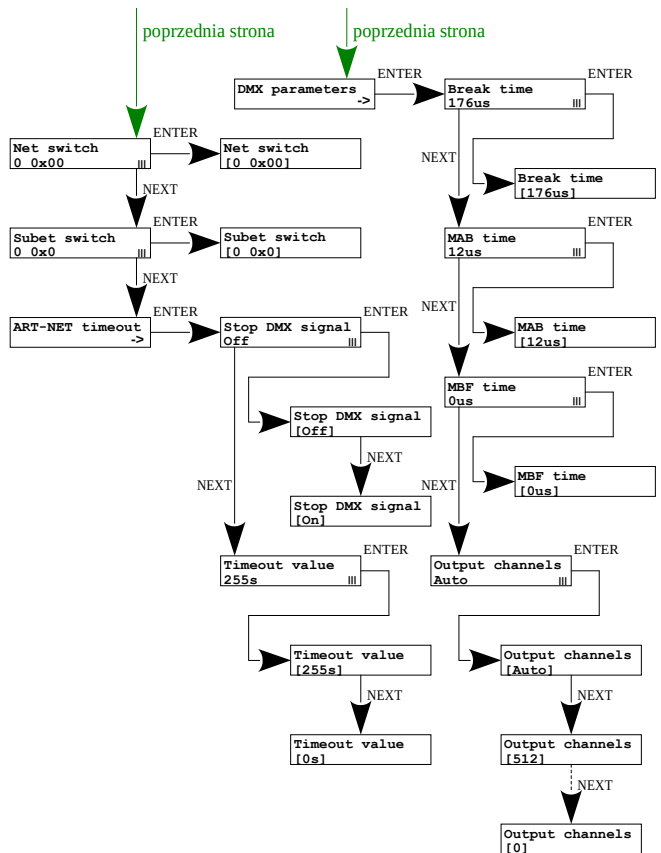 poprzednia strona
poprzednia strona
DMX parameters
->
ENTER
Break time
176us
ENTER
NEXT
Break time
[176us]
Net switch
0 0x00
ENTER
Net switch
[0 0x00]
NEXT
Subet switch
0 0x0
ENTER
Subet switch
[0 0x0]
NEXT
MAB time
12us
ENTER
NEXT
MAB time
[12us]
ART-NET timeout
->
ENTER
Stop DMX signal
Off
ENTER
Stop DMX signal
[Off]
NEXT
Stop DMX signal
[On]
NEXT
MBF time
0us
ENTER
NEXT
MBF time
[0us]
Timeout value
255s
ENTER
Timeout value
[255s]
NEXT
Timeout value
[0s]
Output channels
Auto
ENTER
Output channels
[Auto]
NEXT
Output channels
[512]
NEXT
Output channels
[0]